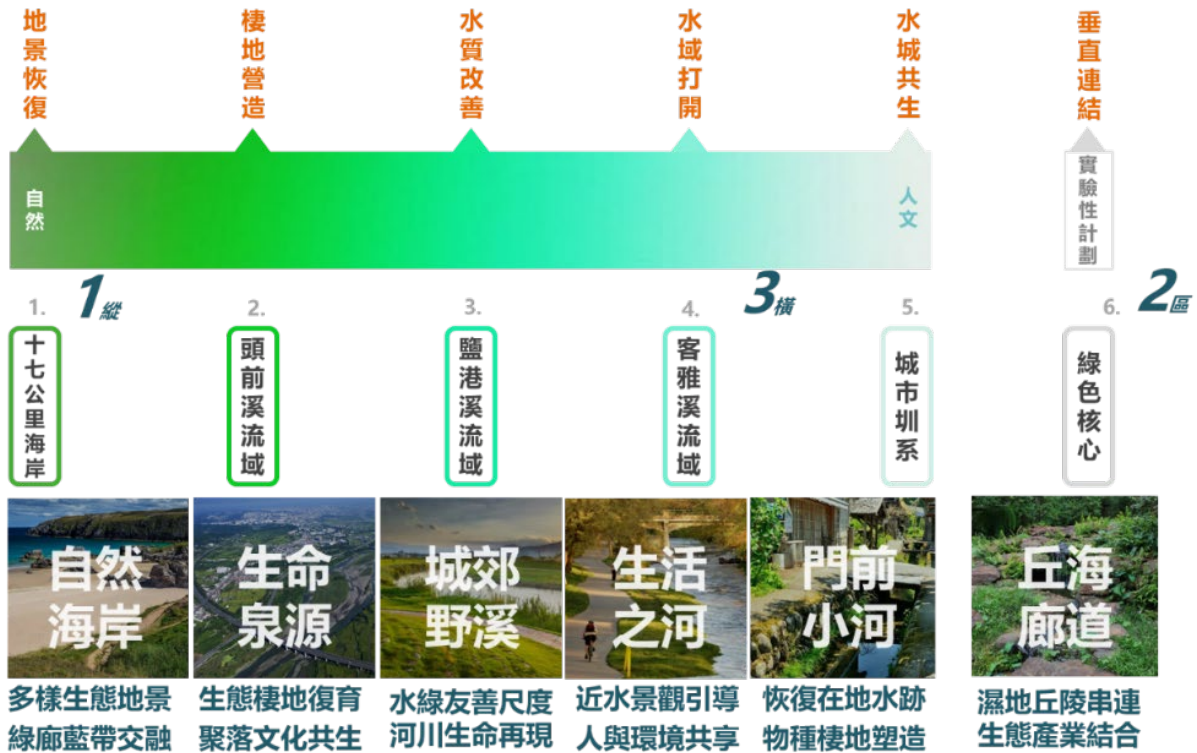 地景恢復
棲地營造
水質改善
水域打開
水城共生
垂直連結
自然
人文
實驗性計劃
1縱
3橫
2區
1.
2.
3.
4.
5.
6.
十七公里海岸
頭前溪流域
鹽港溪流域
客雅溪流域
城市圳系
綠色核心
自然
海岸
生命
泉源
城郊
野溪
生活
之河
門前
小河
丘海
廊道
多樣生態地景
綠廊藍帶交融
生態棲地復育
聚落文化共生
水綠友善尺度
河川生命再現
近水景觀引導
人與環境共享
恢復在地水跡
物種棲地塑造
濕地丘陵串連
生態產業結合